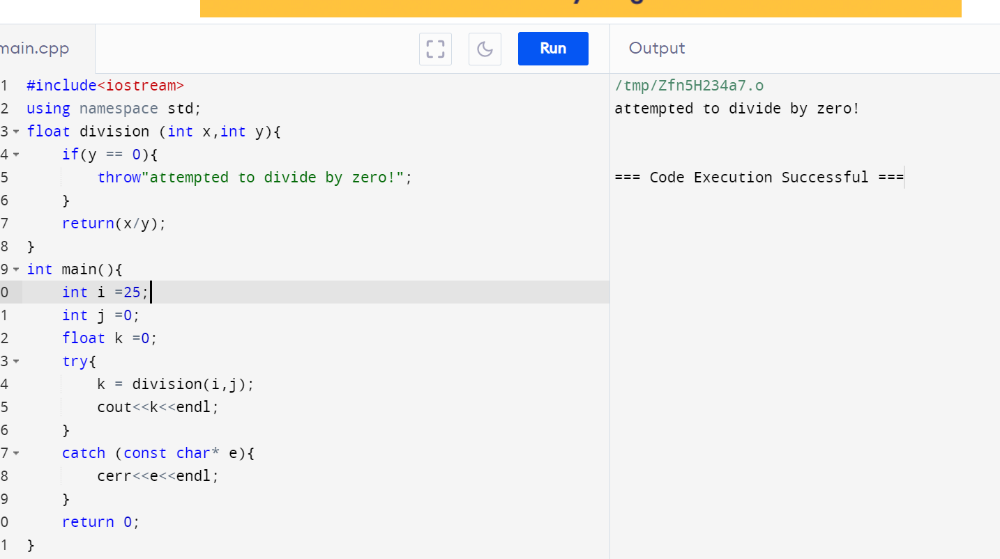 main.cpp
Run
Output
1 #include<iostream>
2 using namespace std;
3 float division (int x,int y){
4     if(y == 0){
5         throw"attempted to divide by zero!";
6     }
7     return(x/y);
8 }
9 int main(){
0     int i =25;
1     int j =0;
2     float k =0;
3     try{
4         k = division(i,j);
5         cout<<k<<endl;
6     }
7     catch (const char* e){
8         cerr<<e<<endl;
9     }
0     return 0;
1 }
/tmp/Zfn5H234a7.o
attempted to divide by zero!
=== Code Execution Successful ===